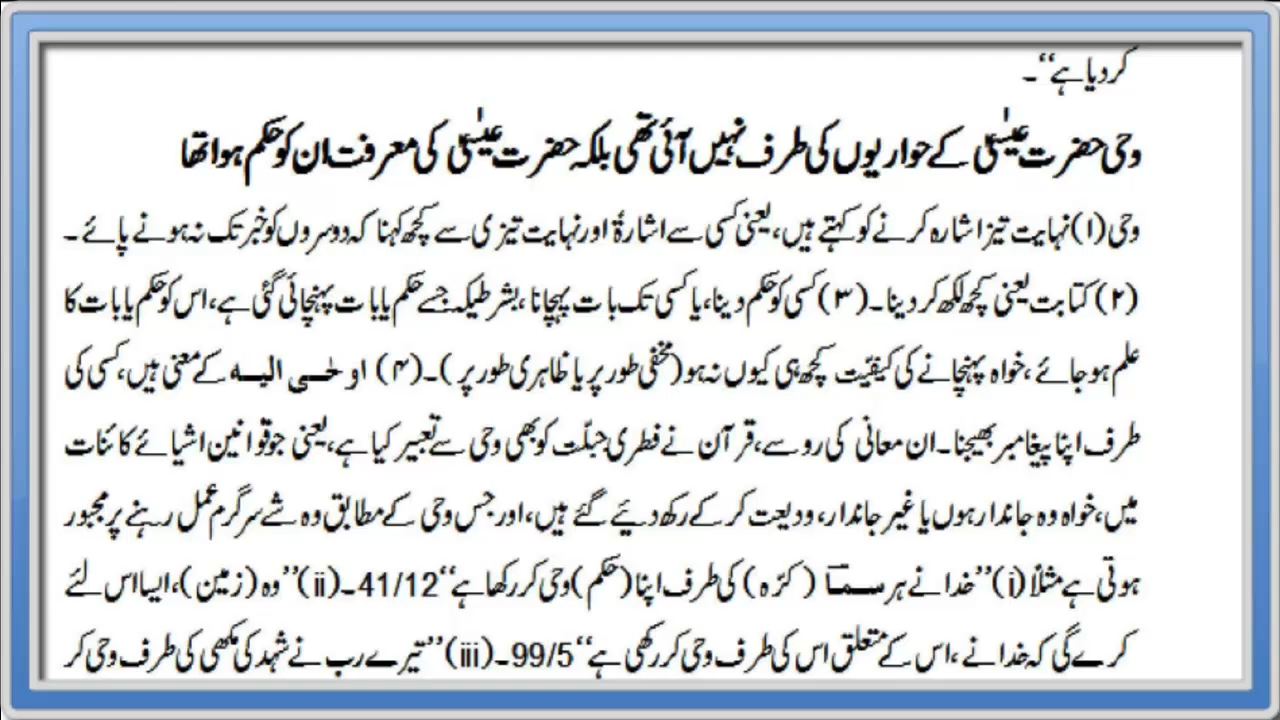 کر دیا ہے‘‘۔
وحی حضرت عیسیٰؑ کے حواریوں کی طرف نہیں آئی تھی بلکہ حضرت عیسیٰؑ کی معرفت ان کو حکم ہوا تھا
وحی (۱) نہایت تیز اشارہ کرنے کو کہتے ہیں، یعنی کسی سے اشارۃً اور نہایت تیزی سے کچھ کہنا کہ دوسروں کو خبر تک نہ ہونے پائے۔
(۲) کتابت یعنی کچھ لکھ کر دینا۔ (۳) کسی کو حکم دینا، یا کسی تک بات پہچانا، بشرطیکہ جسے حکم یا بات پہنچائی گئی ہے، اس کو حکم یا بات کا
علم ہو جائے، خواہ پہنچانے کی کیفیّت کچھ ہی کیوں نہ ہو (مخفی طور پر یا ظاہری طور پر)۔ (۴) اوحٰی الیہ کے معنی ہیں، کسی کی
طرف اپنا پیغامبر بھیجنا۔ ان معانی کی رو سے، قرآن نے فطری جبلّت کو بھی وحی سے تعبیر کیا ہے، یعنی جو قوانین اشیائے کائنات
میں، خواہ وہ جاندار ہوں یا غیر جاندار، ودیعت کر کے رکھ دیئے گئے ہیں، اور جس وحی کے مطابق وہ شے سرگرمِ عمل رہنے پر مجبور
ہوتی ہے مثلاً (i) ’’خدا نے ہر سمآ (کرّہ) کی طرف اپنا (حکم) وحی کر رکھا ہے‘‘ 41/12۔ (ii) ’’وہ (زمین)، ایسا اس لئے
کرے گی کہ خدا نے، اس کے متعلق اس کی طرف وحی کر رکھی ہے‘‘ 99/5۔ (iii) ’’تیرے رب نے شہد کی مکھی کی طرف وحی کر